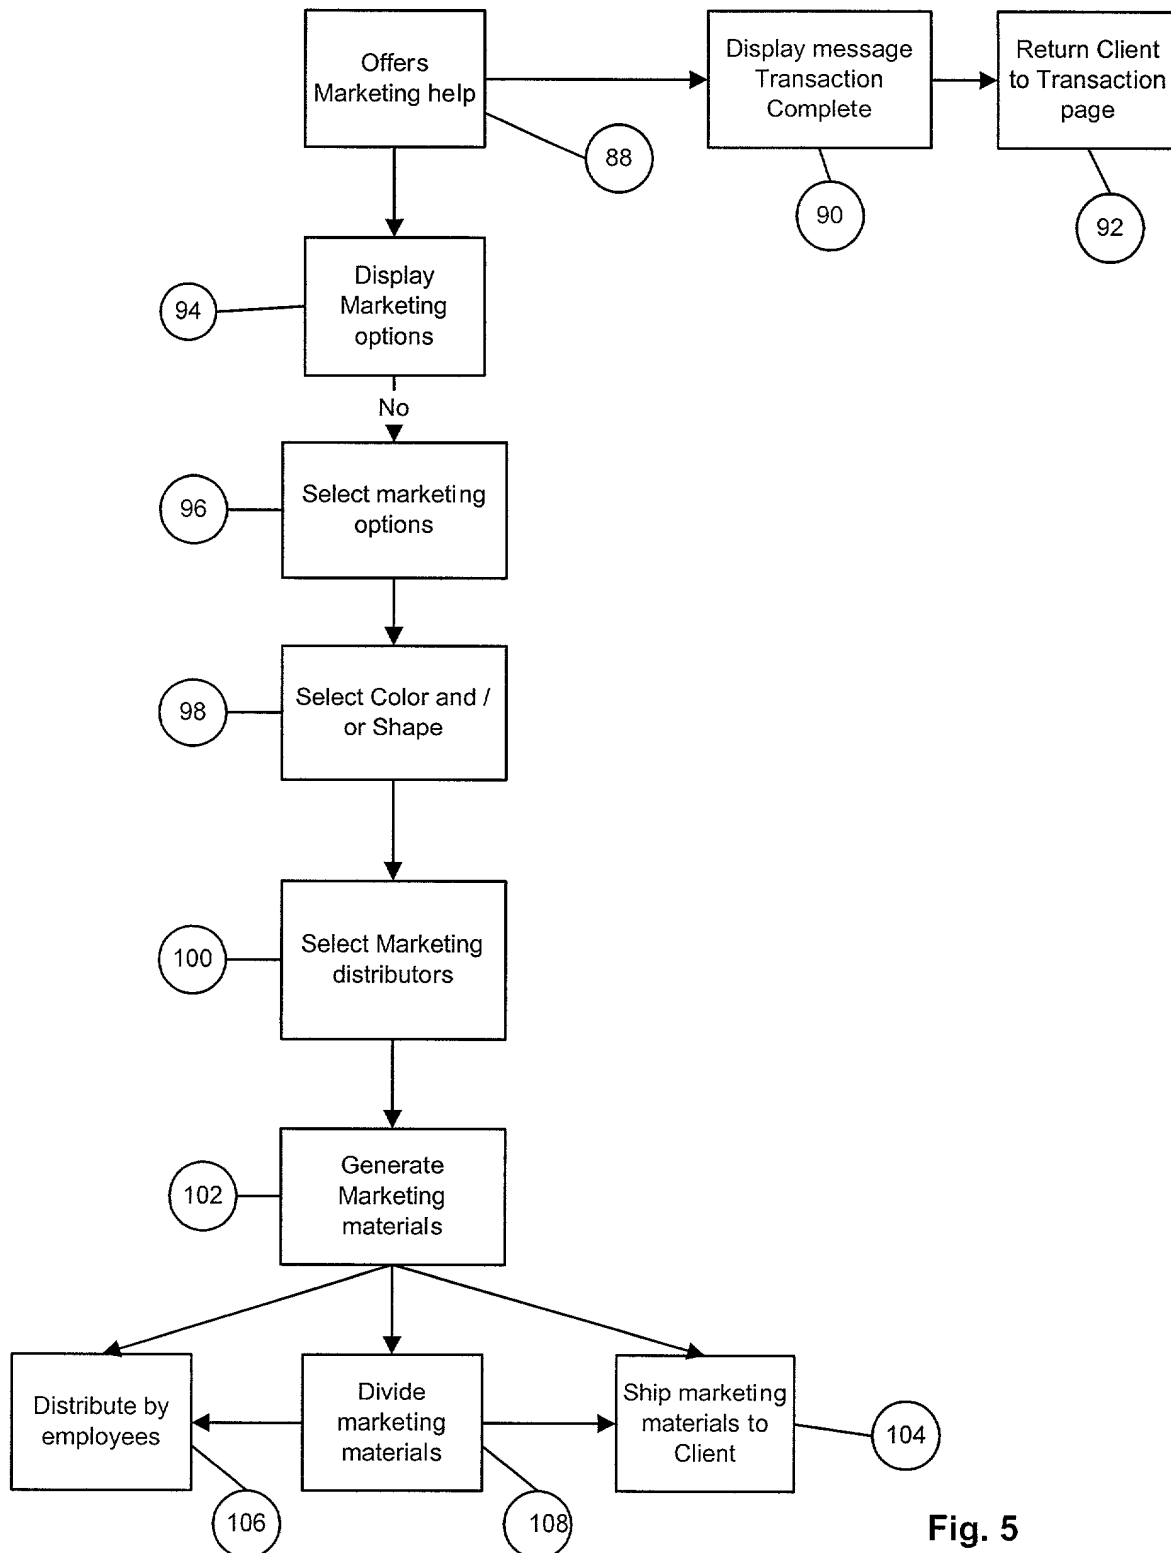 Offers
Marketing help
Display message
Transaction
Complete
Return Client
to Transaction
page
88
90
92
Display
Marketing
options
94
No
Select marketing
options
96
Select Color and /
or Shape
98
Select Marketing
distributors
100
Generate
Marketing
materials
102
Distribute by
employees
Divide
marketing
materials
Ship marketing
materials to
Client
104
106
108
Fig. 5